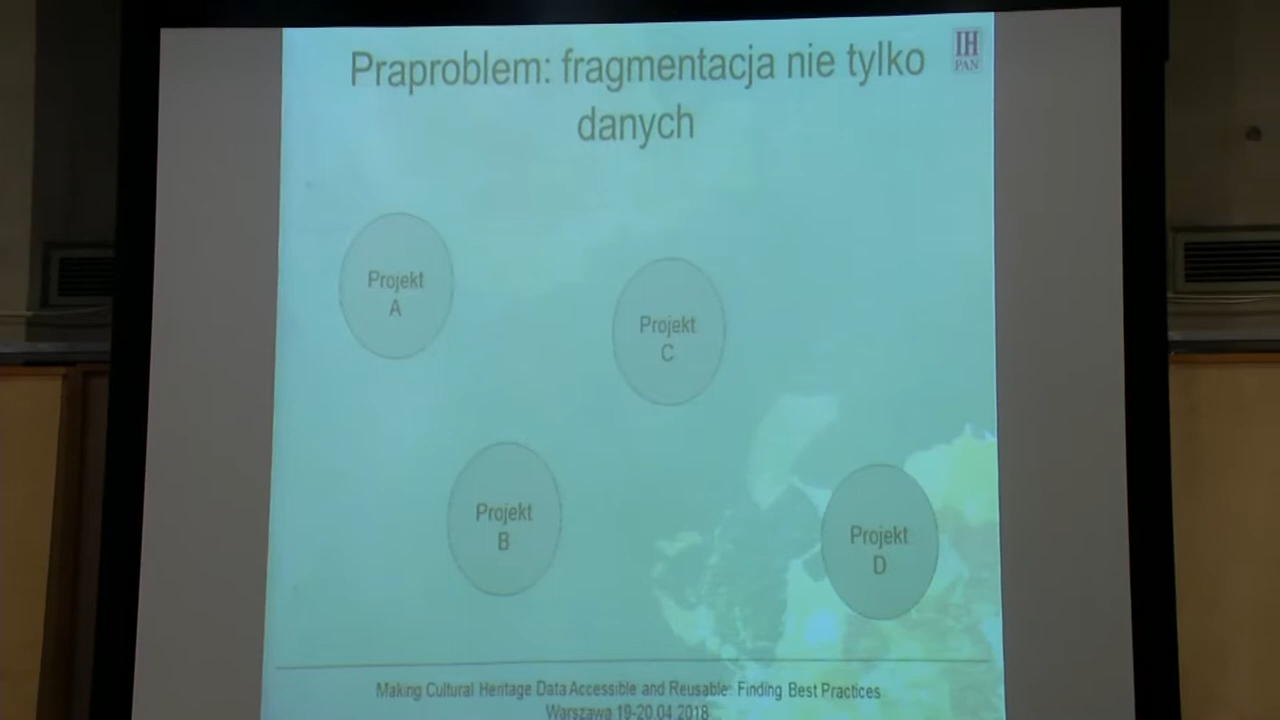 Praproblem: fragmentacja nie tylko
danych
IH
PAN
Projekt
A
Projekt
C
Projekt
B
Projekt
D
Making Cultural Heritage Data Accessible and Reusable: Finding Best Practices
Warszawa 19-20.04.2018